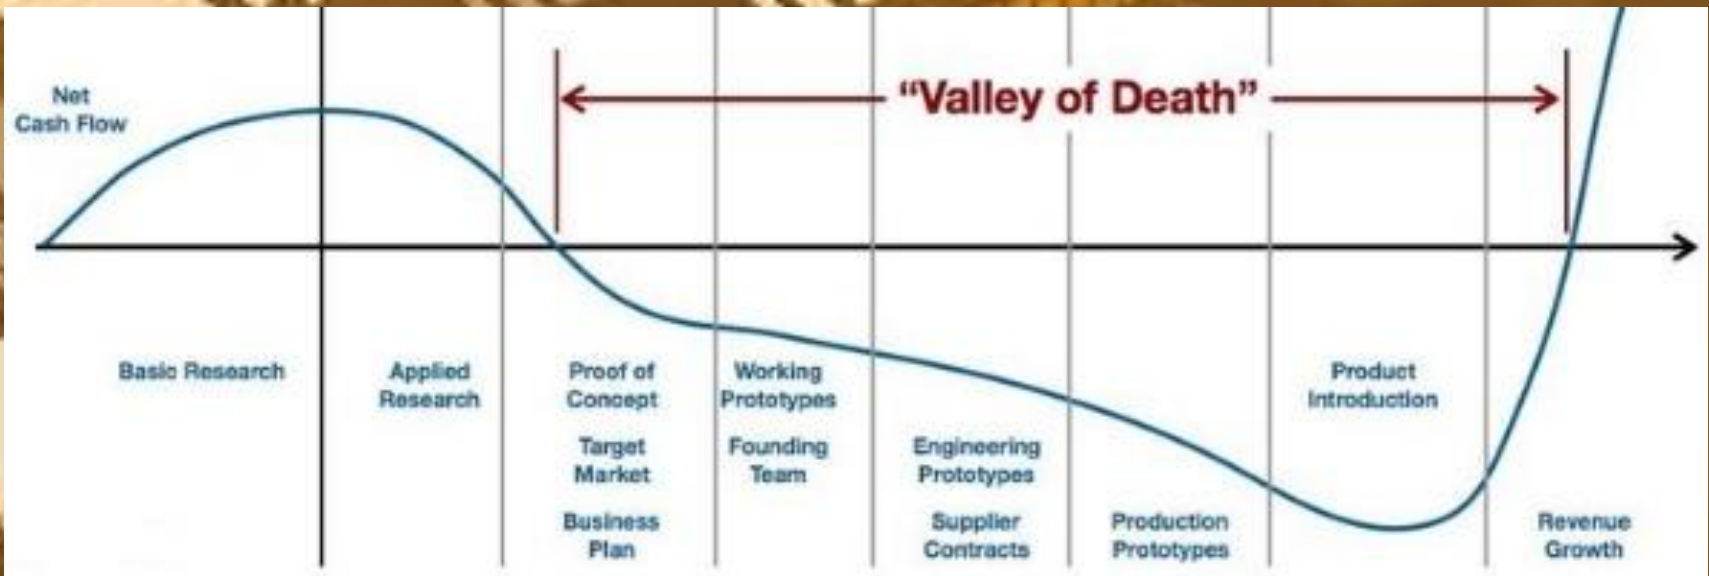 Net
Cash Flow
“Valley of Death”
Basic Research
Applied
Research
Proof of
Concept
Target
Market
Business
Plan
Working
Prototypes
Founding
Team
Engineering
Prototypes
Supplier
Contracts
Production
Prototypes
Product
Introduction
Revenue
Growth